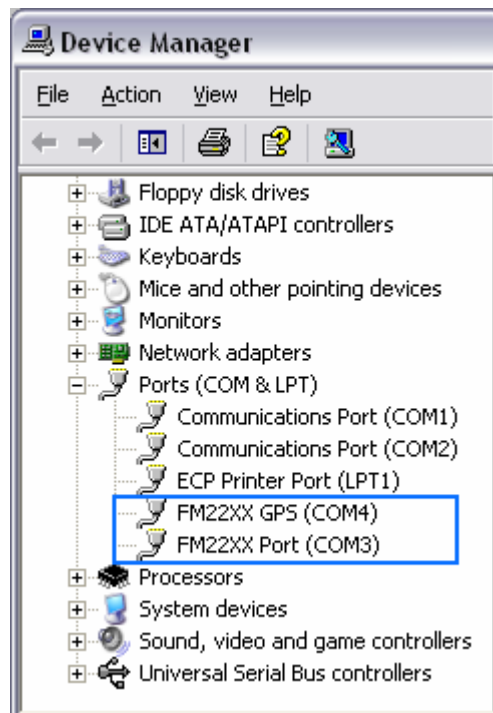 Device Manager
File Action View Help
Floppy disk drives
IDE ATA/ATAPI controllers
Keyboards
Mice and other pointing devices
Monitors
Network adapters
Ports (COM & LPT)
Communications Port (COM1)
Communications Port (COM2)
ECP Printer Port (LPT1)
FM22XX GPS (COM4)
FM22XX Port (COM3)
Processors
System devices
Sound, video and game controllers
Universal Serial Bus controllers